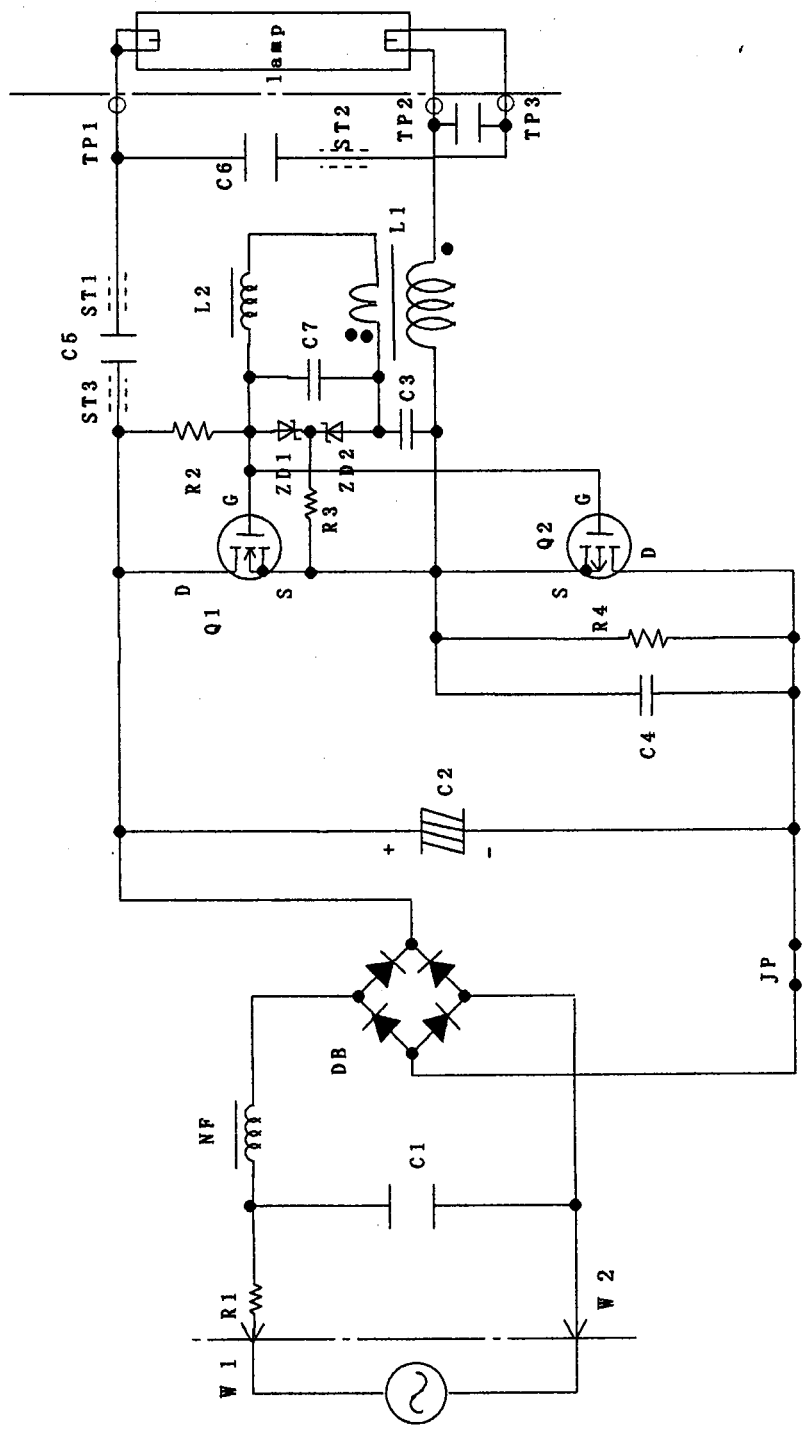 lamp
TP1
TP2
TP3
C6
ST2
ST1
C5
ST3
L2
L1
C7
C3
R2
ZD1
ZD2
R3
G
D
S
Q1
G
Q2
D
S
R4
C4
C2
+
-
JP
DB
NF
C1
R1
W1
W2